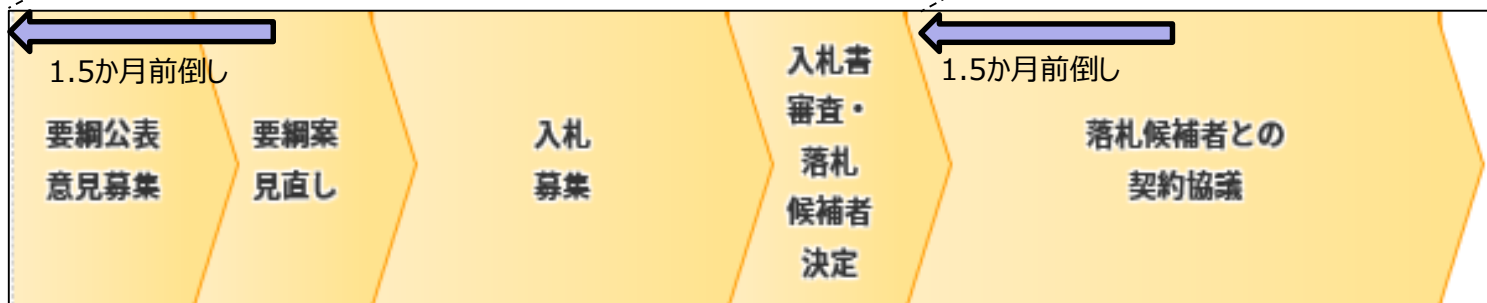 1.5か月前倒し
1.5か月前倒し
要綱公表
意見募集
要綱案
見直し
入札
募集
入札書
審査・
落札
候補者
決定
落札候補者との
契約協議